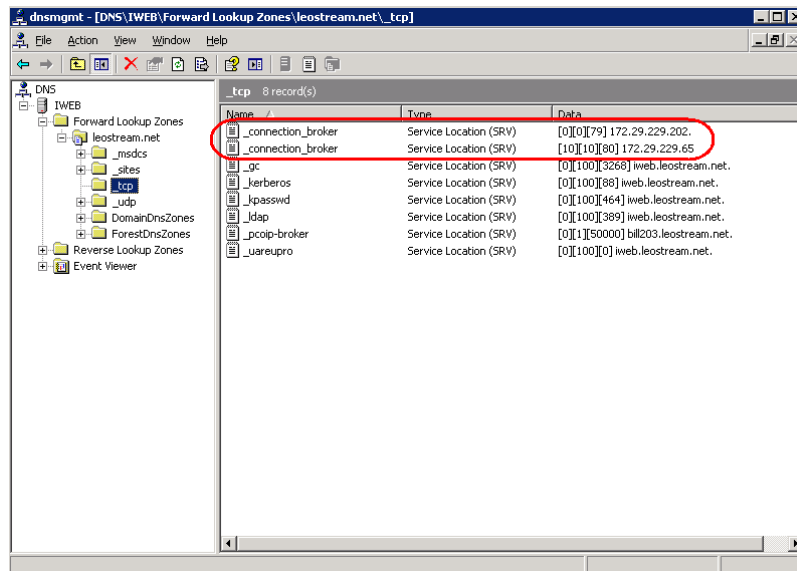 dnsmgmt - [DNS\IWEB\Forward Lookup Zones\leostream.net\_tcp]
File Action View Window Help
DNS
IWEB
Forward Lookup Zones
leostream.net
_msdcs
_sites
_tcp
_udp
DomainDnsZones
ForestDnsZones
Reverse Lookup Zones
Event Viewer
_tcp 8 record(s)
Name Type Data
_connection_broker Service Location (SRV) [0][0][79] 172.29.229.202.
_connection_broker Service Location (SRV) [10][10][80] 172.29.229.65
_gc Service Location (SRV) [0][100][3268] iweb.leostream.net.
_kerberos Service Location (SRV) [0][100][88] iweb.leostream.net.
_kpasswd Service Location (SRV) [0][100][464] iweb.leostream.net.
_ldap Service Location (SRV) [0][100][389] iweb.leostream.net.
_pcoip-broker Service Location (SRV) [0][1][50000] bill203.leostream.net.
_uareupro Service Location (SRV) [0][100][0] iweb.leostream.net.